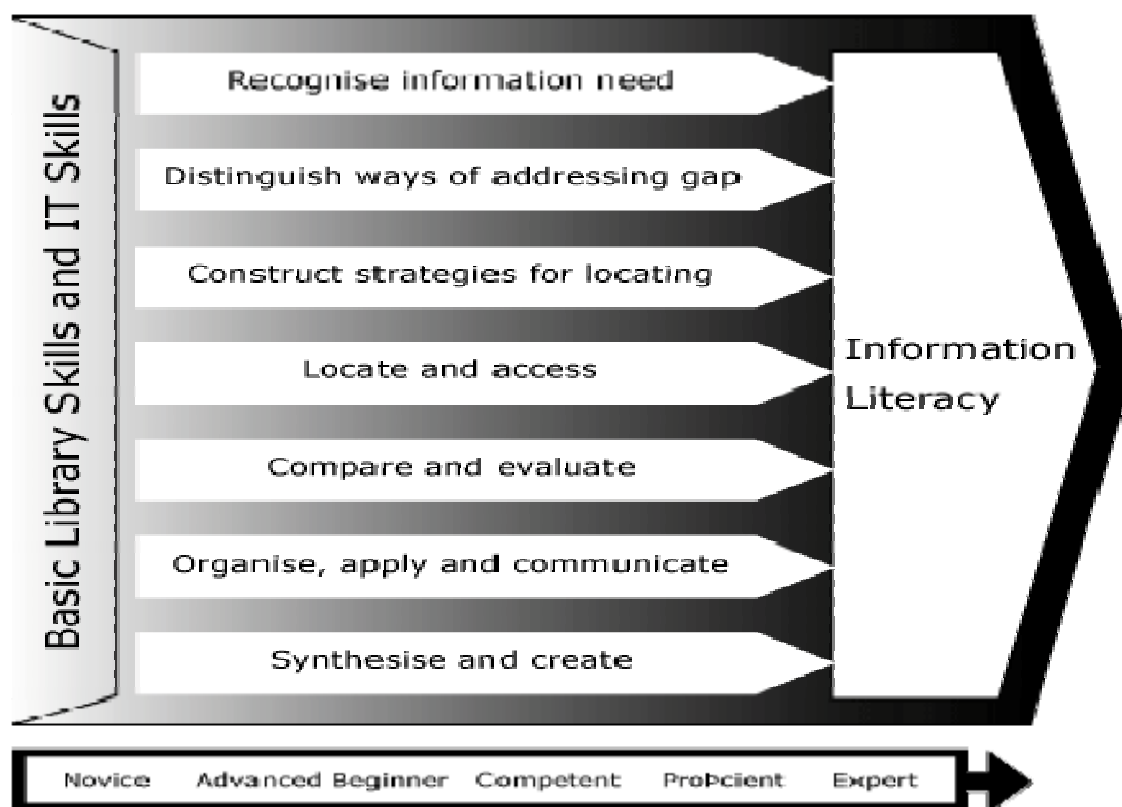 Basic Library Skills and IT Skills
Recognise information need
Distinguish ways of addressing gap
Construct strategies for locating
Locate and access
Compare and evaluate
Organise, apply and communicate
Synthesise and create
Information
Literacy
Novice Advanced Beginner Competent ProÞcient Expert